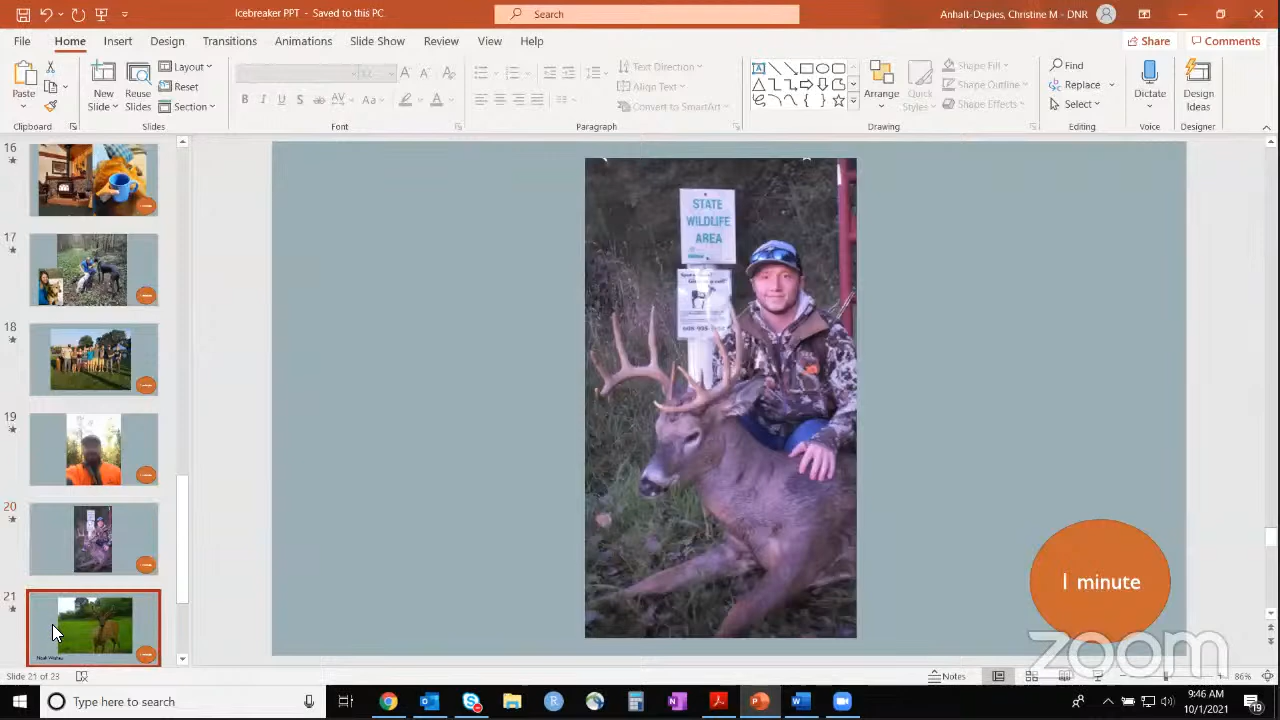 Icebreaker PPT - Saved to this PC
Search
Anhalt-Depies, Christine M - DNR
File Home Insert Design Transitions Animations Slide Show Review View Help
Share Comments
Paste
New Slide
Reuse Slides
Layout
Reset
Section
B I U S ab AV Aa A
Text Direction
Align Text
Convert to SmartArt
Arrange
Quick Styles
Shape Fill
Shape Outline
Shape Effects
Find
Replace
Select
Dictate
Design Ideas
Clipboard Slides Font Paragraph Drawing Editing Voice Designer
16
17
18
19
20
21
STATE
WILDLIFE
AREA
1 minute
zoom
Slide 21 of 23
Notes
86%
Type here to search
9:46 AM
10/1/2021
19